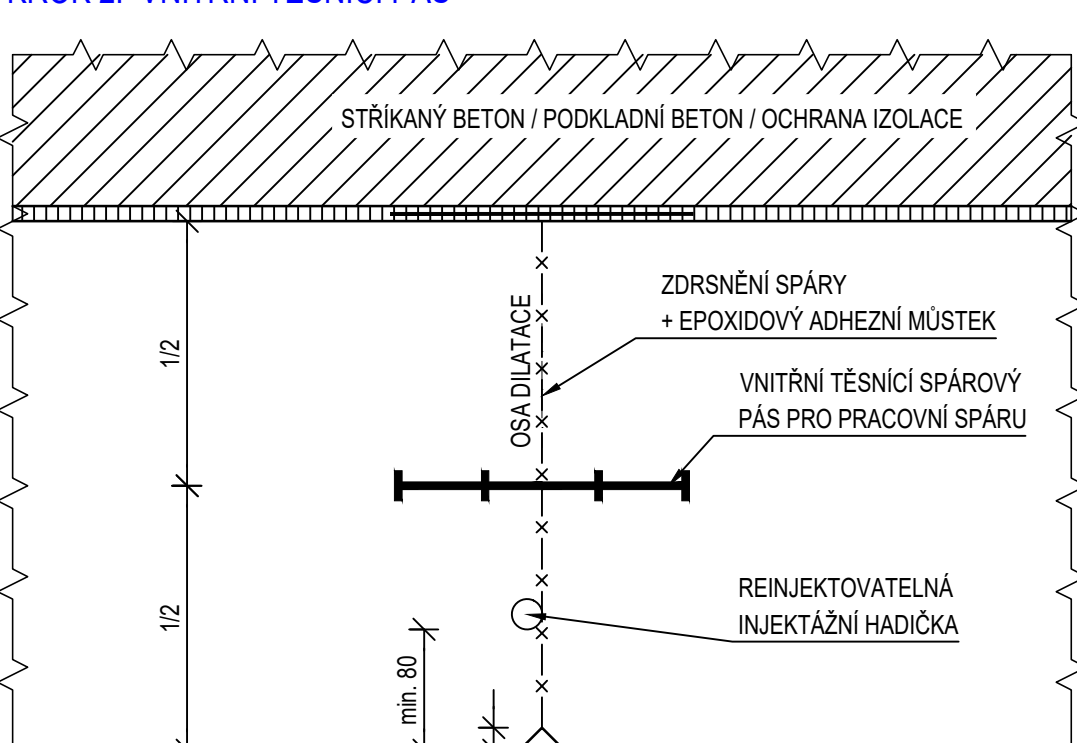 STŘÍKANÝ BETON / PODKLADNÍ BETON / OCHRANA IZOLACE
ZDRSNĚNÍ SPÁRY
+ EPOXIDOVÝ ADHEZNÍ MŮSTEK
OSA DILATACE
1/2
VNITŘNÍ TĚSNÍCÍ SPÁROVÝ
PÁS PRO PRACOVNÍ SPÁRU
REINJEKTOVATELNÁ
INJEKTÁŽNÍ HADIČKA
1/2
min. 80